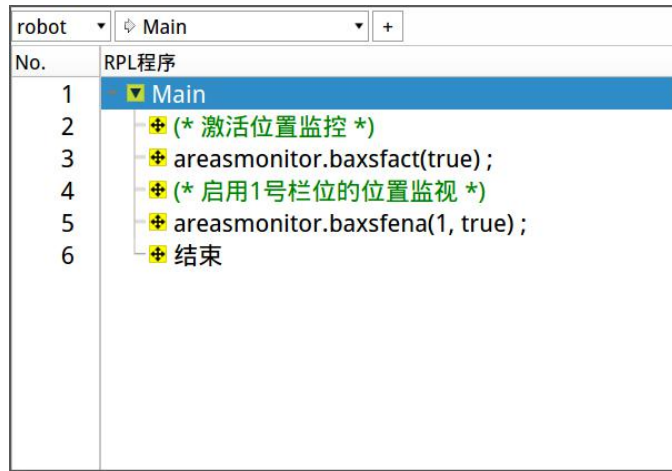 robot Main +
No. RPL程序
1 Main
2 (* 激活位置监控 *)
3 areasmonitor.baxsfact(true) ;
4 (* 启用1号栏位的位置监视 *)
5 areasmonitor.baxsfena(1, true) ;
6 结束